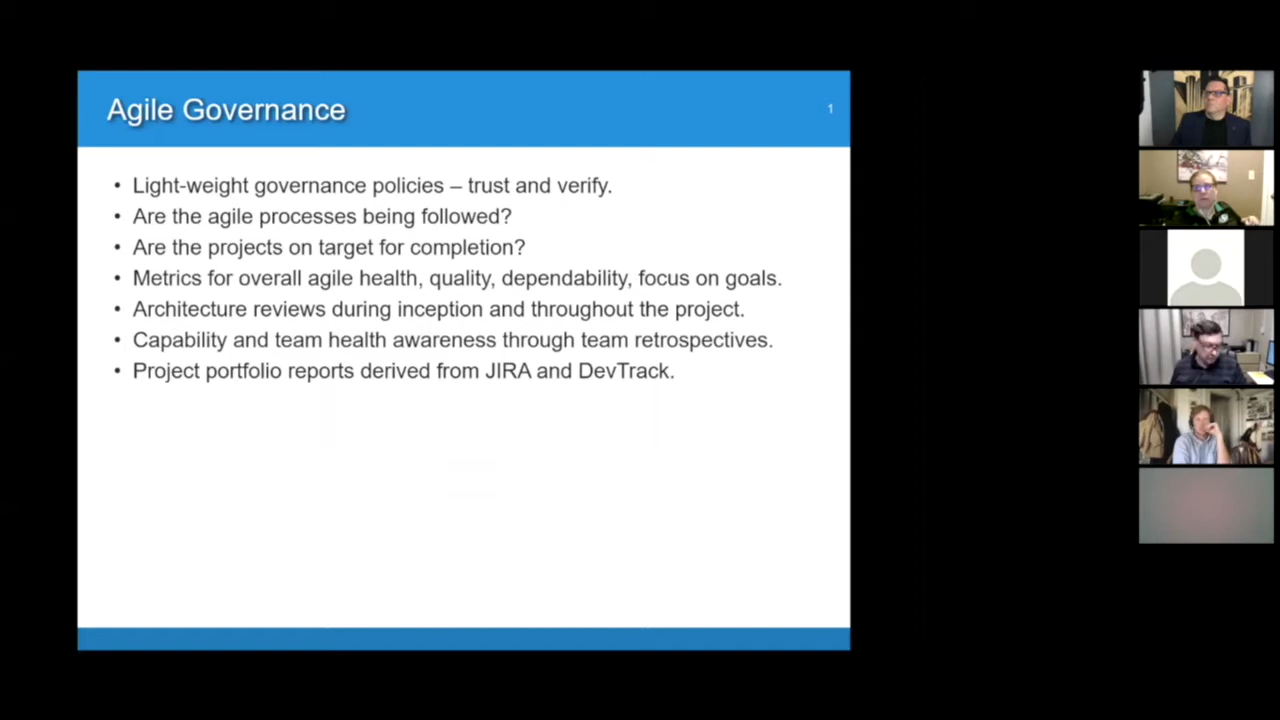 Agile Governance
1
• Light-weight governance policies – trust and verify.
• Are the agile processes being followed?
• Are the projects on target for completion?
• Metrics for overall agile health, quality, dependability, focus on goals.
• Architecture reviews during inception and throughout the project.
• Capability and team health awareness through team retrospectives.
• Project portfolio reports derived from JIRA and DevTrack.